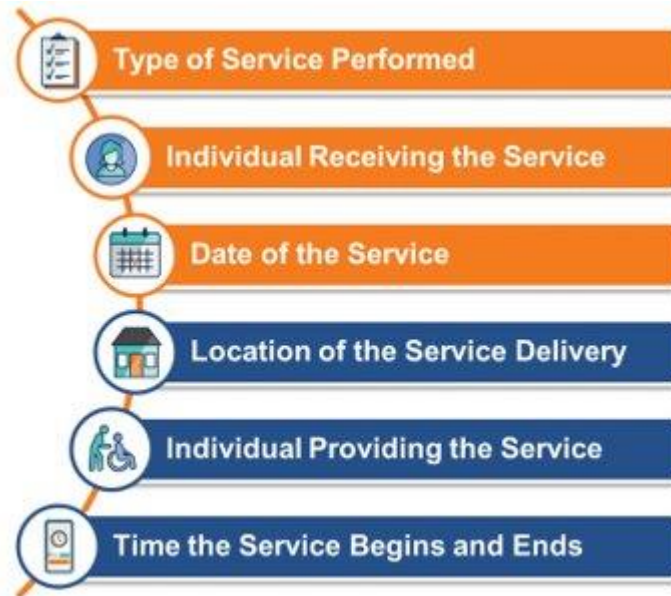 Type of Service Performed
Individual Receiving the Service
Date of the Service
Location of the Service Delivery
Individual Providing the Service
Time the Service Begins and Ends